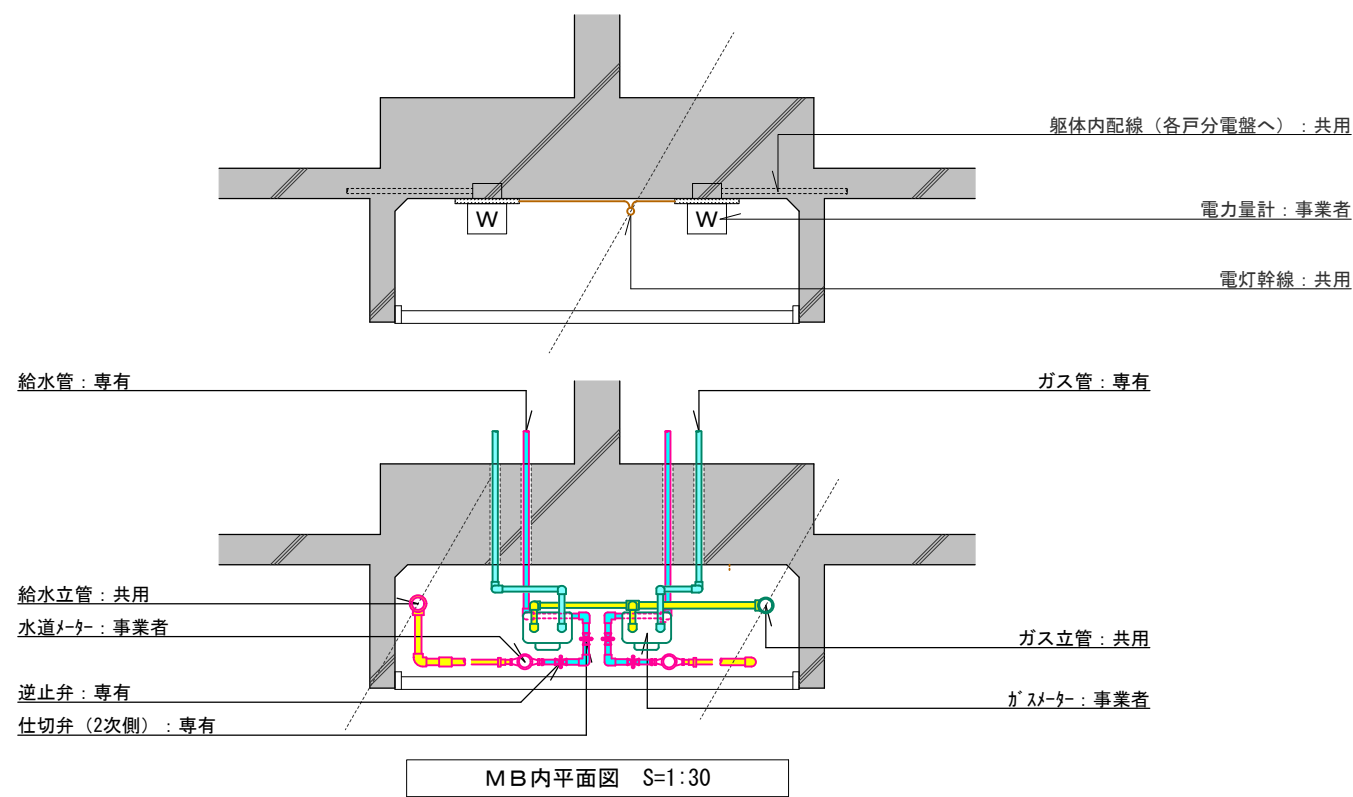 躯体内配線（各戸分電盤へ）：共用
W
W
電力量計：事業者
電灯幹線：共用
給水管：専有
ガス管：専有
給水立管：共用
水道ﾒｰﾀｰ：事業者
ガス立管：共用
逆止弁：専有
ｶﾞｽﾒｰﾀｰ：事業者
仕切弁（2次側）：専有
ＭＢ内平面図　S=1:30